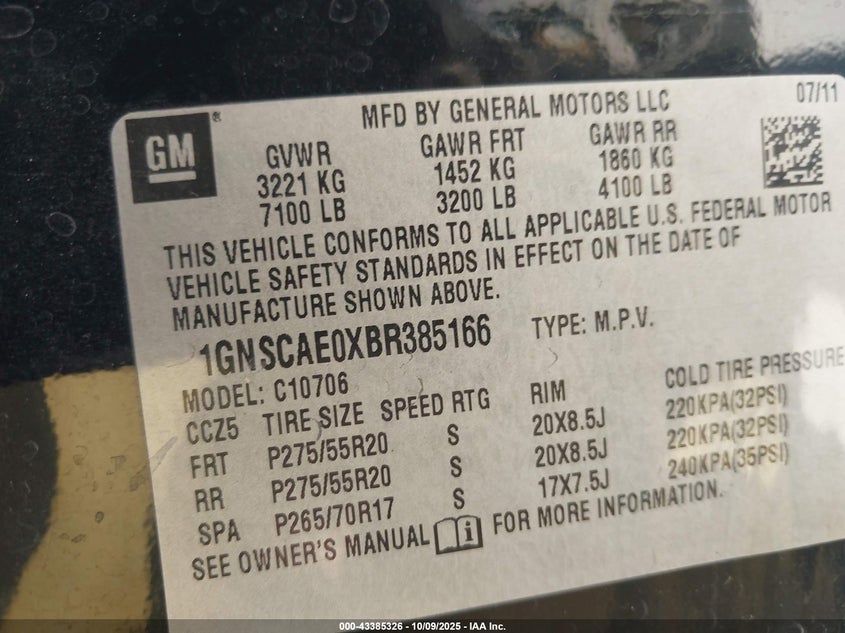 MFD BY GENERAL MOTORS LLC 07/11
GM®
GVWR GAWR FRT GAWR RR
3221 KG 1452 KG 1860 KG
7100 LB 3200 LB 4100 LB
THIS VEHICLE CONFORMS TO ALL APPLICABLE U.S. FEDERAL MOTOR
VEHICLE SAFETY STANDARDS IN EFFECT ON THE DATE OF
MANUFACTURE SHOWN ABOVE.
1GNSCAE0XBR385166 TYPE: M.P.V.
MODEL: C10706
CCZ5 TIRE SIZE SPEED RTG RIM COLD TIRE PRESSURE
FRT P275/55R20 S 20X8.5J 220KPA(32PSI)
RR P275/55R20 S 20X8.5J 220KPA(32PSI)
SPA P265/70R17 S 17X7.5J 240KPA(35PSI)
SEE OWNER'S MANUAL i FOR MORE INFORMATION.
000-43385326 - 10/09/2025 - IAA Inc.